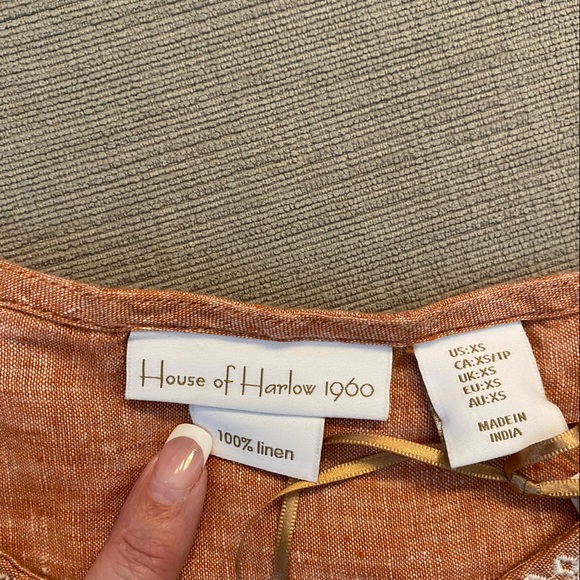 House of Harlow 1960
100% linen
US:XS
CA:XS/TP
UK:XS
EU:XS
AU:XS
MADE IN
INDIA